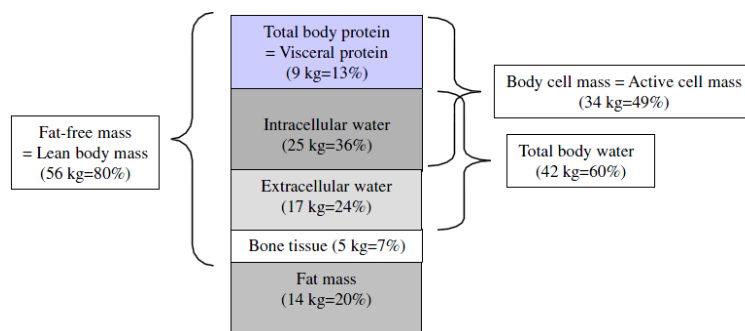 Total body protein
= Visceral protein
(9 kg=13%)
Body cell mass = Active cell mass
(34 kg=49%)
Intracellular water
(25 kg=36%)
Fat-free mass
= Lean body mass
(56 kg=80%)
Total body water
(42 kg=60%)
Extracellular water
(17 kg=24%)
Bone tissue (5 kg=7%)
Fat mass
(14 kg=20%)